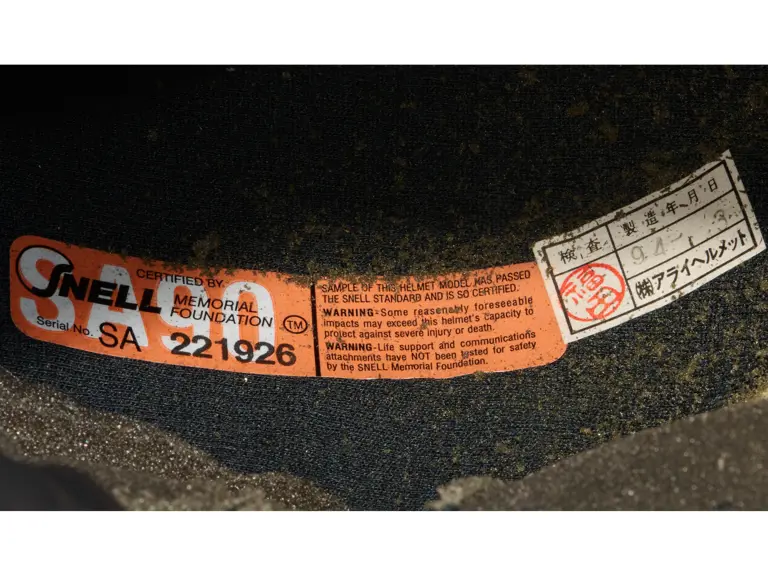 SA90
CERTIFIED BY
SNELL
MEMORIAL
FOUNDATION
TM
Serial No. SA 221926
SAMPLE OF THIS HELMET MODEL HAS PASSED
THE SNELL STANDARD AND IS SO CERTIFIED.
WARNING-Some reasonably foreseeable
impacts may exceed this helmet's capacity to
protect against severe injury or death.
WARNING-Life support and communications
attachments have NOT been tested for safety
by the SNELL Memorial Foundation.
検査 製造年月日
94 3
㈱アライヘルメット